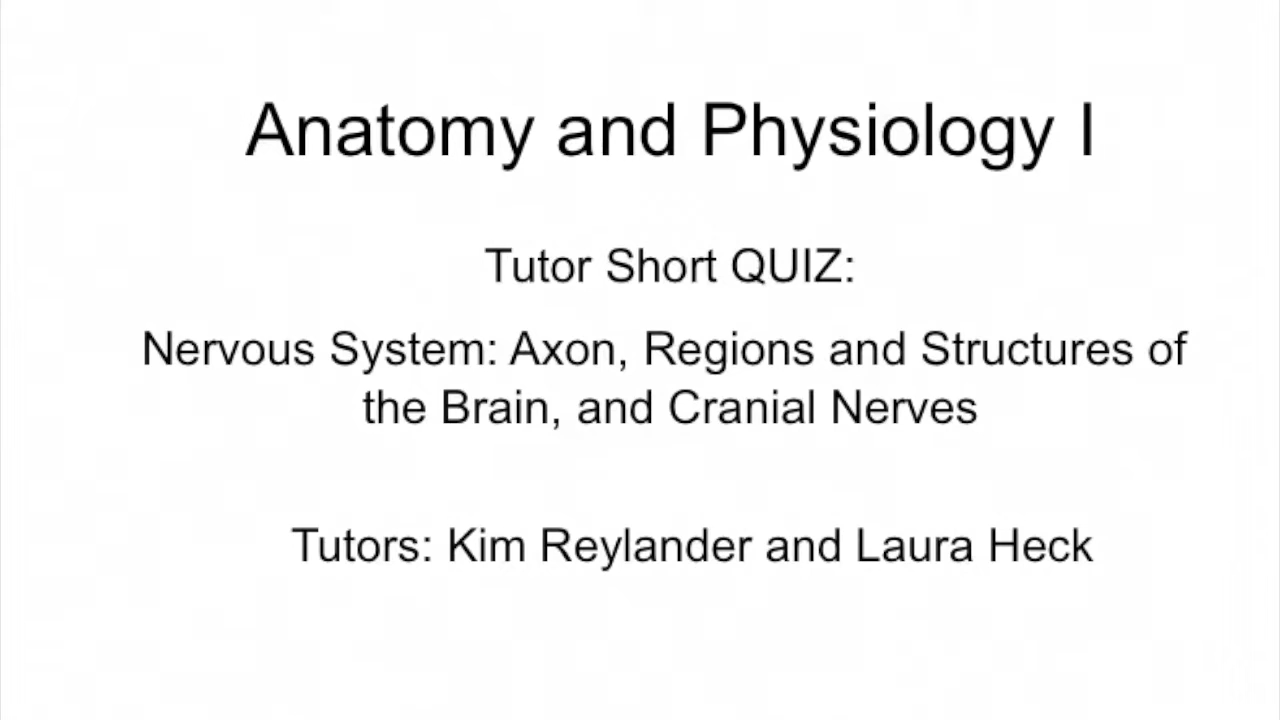 Anatomy and Physiology I
Tutor Short QUIZ:
Nervous System: Axon, Regions and Structures of
the Brain, and Cranial Nerves
Tutors: Kim Reylander and Laura Heck